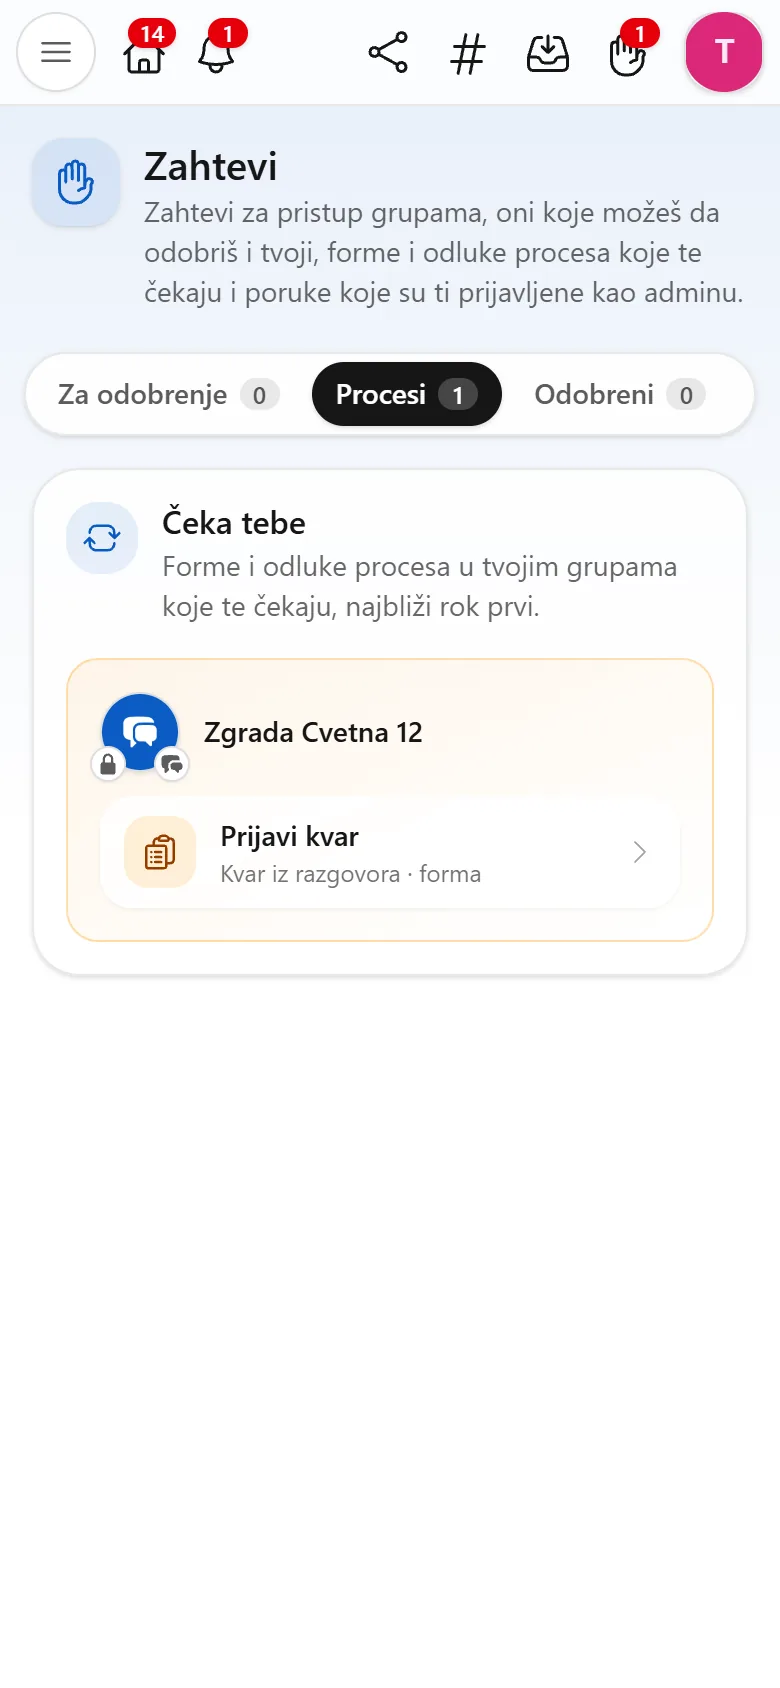 14
1
1
T
Zahtevi
Zahtevi za pristup grupama, oni koje možeš da
odobriš i tvoji, forme i odluke procesa koje te
čekaju i poruke koje su ti prijavljene kao adminu.
Za odobrenje 0
Procesi 1
Odobreni 0
Čeka tebe
Forme i odluke procesa u tvojim grupama
koje te čekaju, najbliži rok prvi.
Zgrada Cvetna 12
Prijavi kvar
Kvar iz razgovora · forma